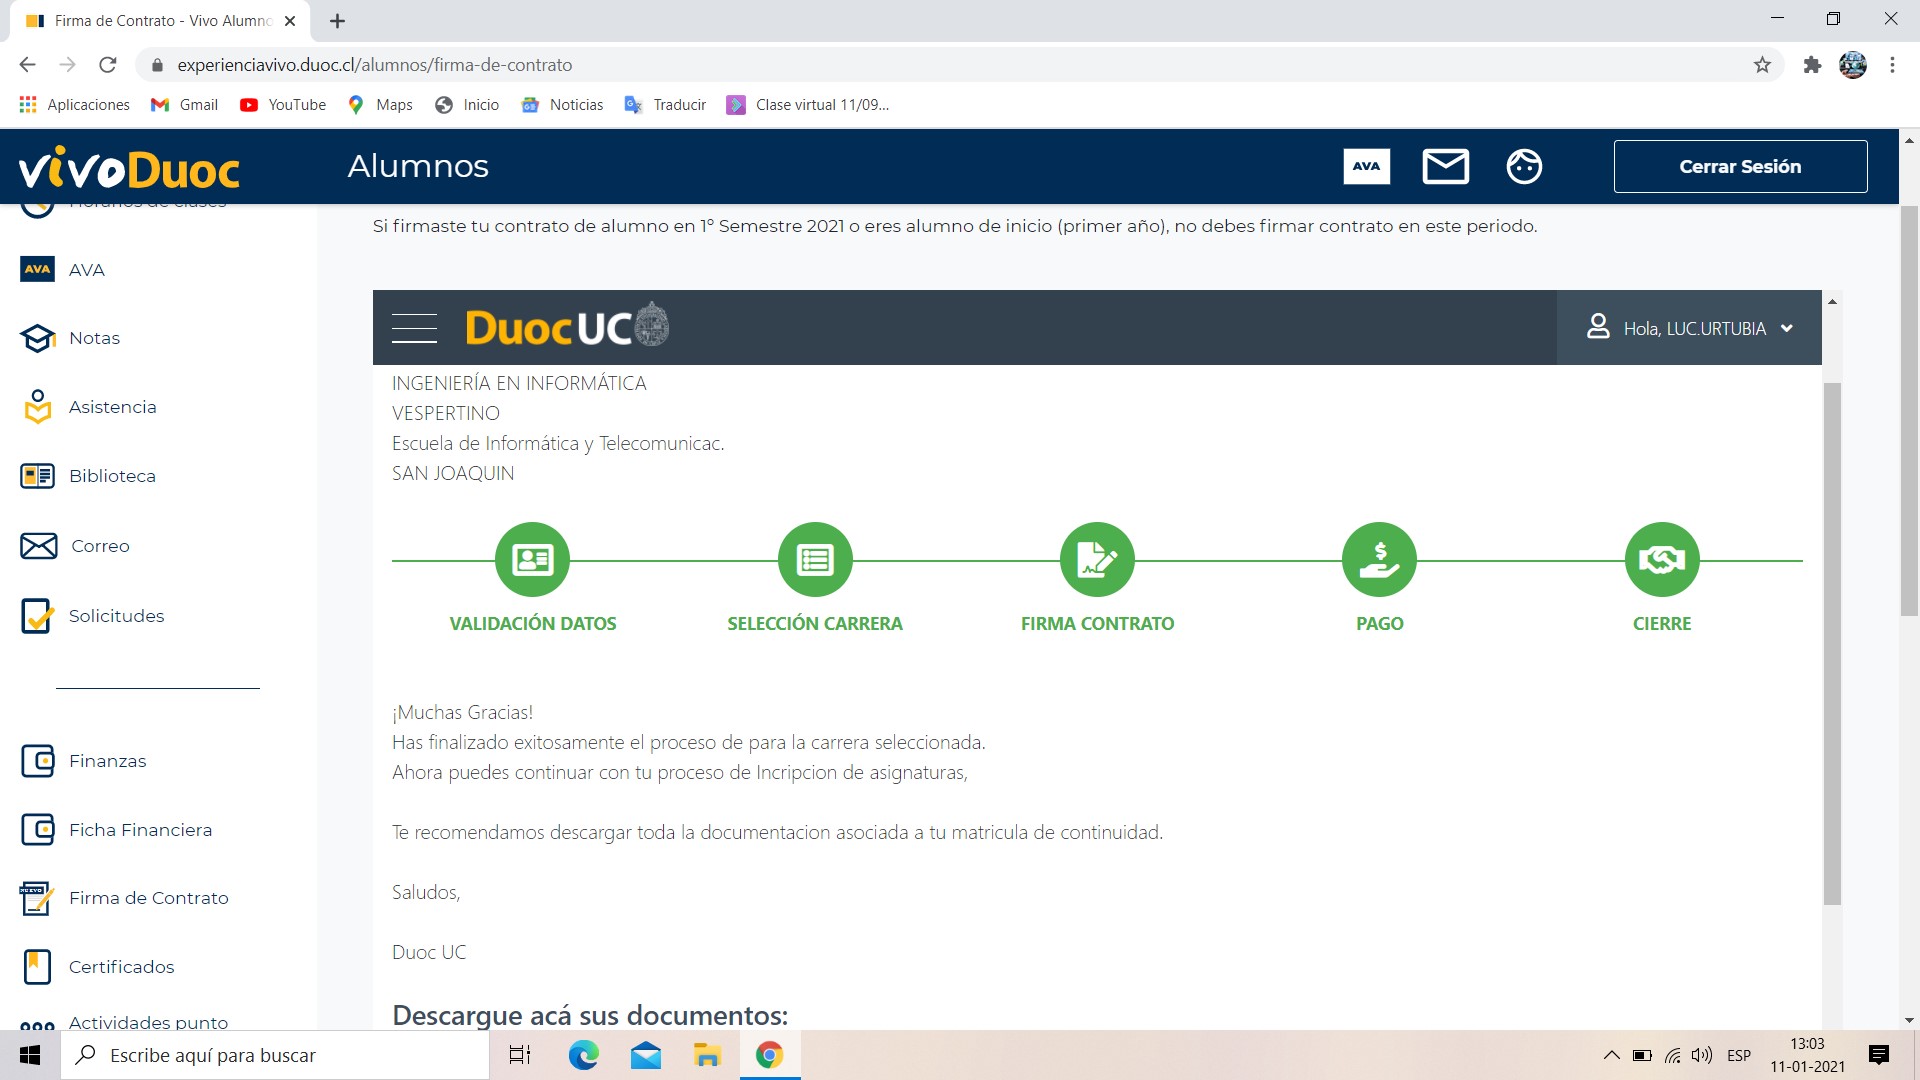 Firma de Contrato - Vivo Alumno
experienciavivo.duoc.cl/alumnos/firma-de-contrato
Aplicaciones
Gmail
YouTube
Maps
Inicio
Noticias
Traducir
Clase virtual 11/09...
vivoDuoc
Alumnos
AVA
Cerrar Sesión
Horarios de clases
AVA AVA
Notas
Asistencia
Biblioteca
Correo
Solicitudes
Finanzas
Ficha Financiera
NUEVO
Firma de Contrato
Certificados
Actividades punto
Si firmaste tu contrato de alumno en 1º Semestre 2021 o eres alumno de inicio (primer año), no debes firmar contrato en este periodo.
DuocUC
Hola, LUC.URTUBIA
INGENIERÍA EN INFORMÁTICA
VESPERTINO
Escuela de Informática y Telecomunicac.
SAN JOAQUIN
VALIDACIÓN DATOS
SELECCIÓN CARRERA
FIRMA CONTRATO
PAGO
CIERRE
¡Muchas Gracias!
Has finalizado exitosamente el proceso de para la carrera seleccionada.
Ahora puedes continuar con tu proceso de Incripcion de asignaturas,
Te recomendamos descargar toda la documentacion asociada a tu matricula de continuidad.
Saludos,
Duoc UC
Descargue acá sus documentos:
Escribe aquí para buscar
ESP
13:03
11-01-2021